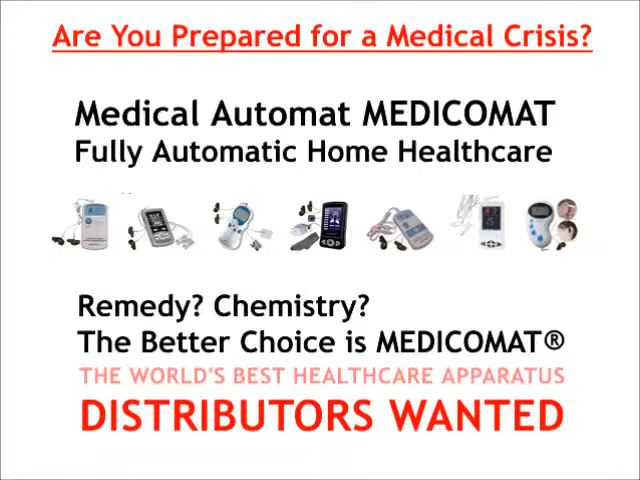 Are You Prepared for a Medical Crisis?
Medical Automat MEDICOMAT
Fully Automatic Home Healthcare
Remedy? Chemistry?
The Better Choice is MEDICOMAT®
THE WORLD'S BEST HEALTHCARE APPARATUS
DISTRIBUTORS WANTED